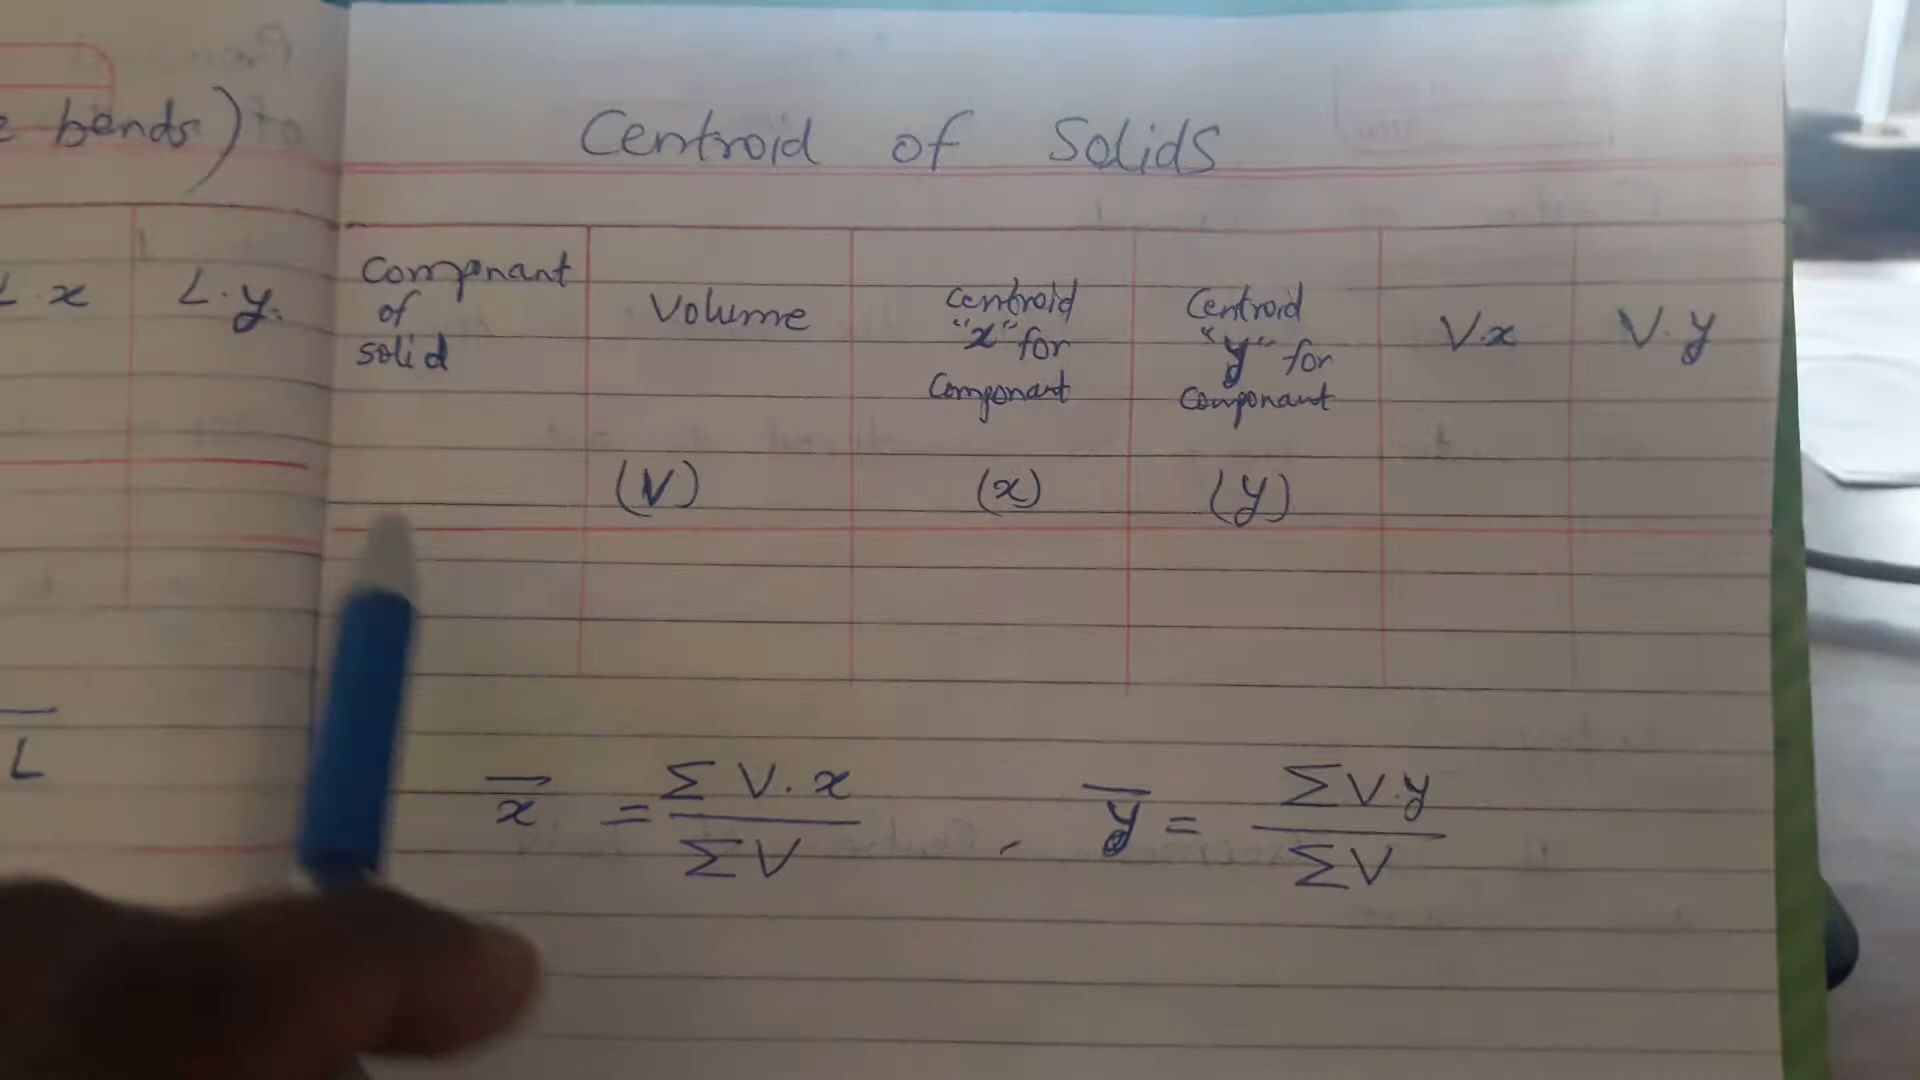 bends)
L.x
L.y.
L
Centroid of Solids
Componant
of
solid
Volume
(V)
Centroid
"x" for
Componant
(x)
Centroid
"y" for
componant
(y)
V.x
V.y
x̄ = ΣV.x / ΣV , ȳ = ΣV.y / ΣV